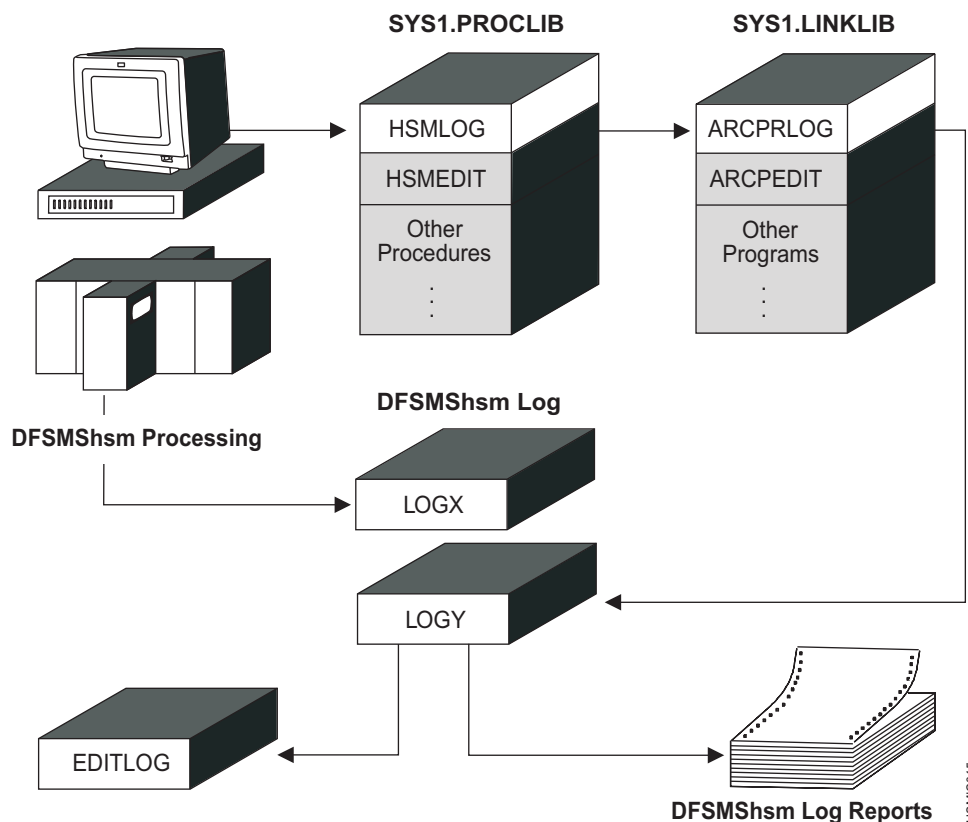 SYS1.PROCLIB
SYS1.LINKLIB
HSMLOG
HSMEDIT
Other
Procedures
.
.
.
ARCPRLOG
ARCPEDIT
Other
Programs
.
.
.
DFSMShsm Processing
DFSMShsm Log
LOGX
LOGY
EDITLOG
DFSMShsm Log Reports